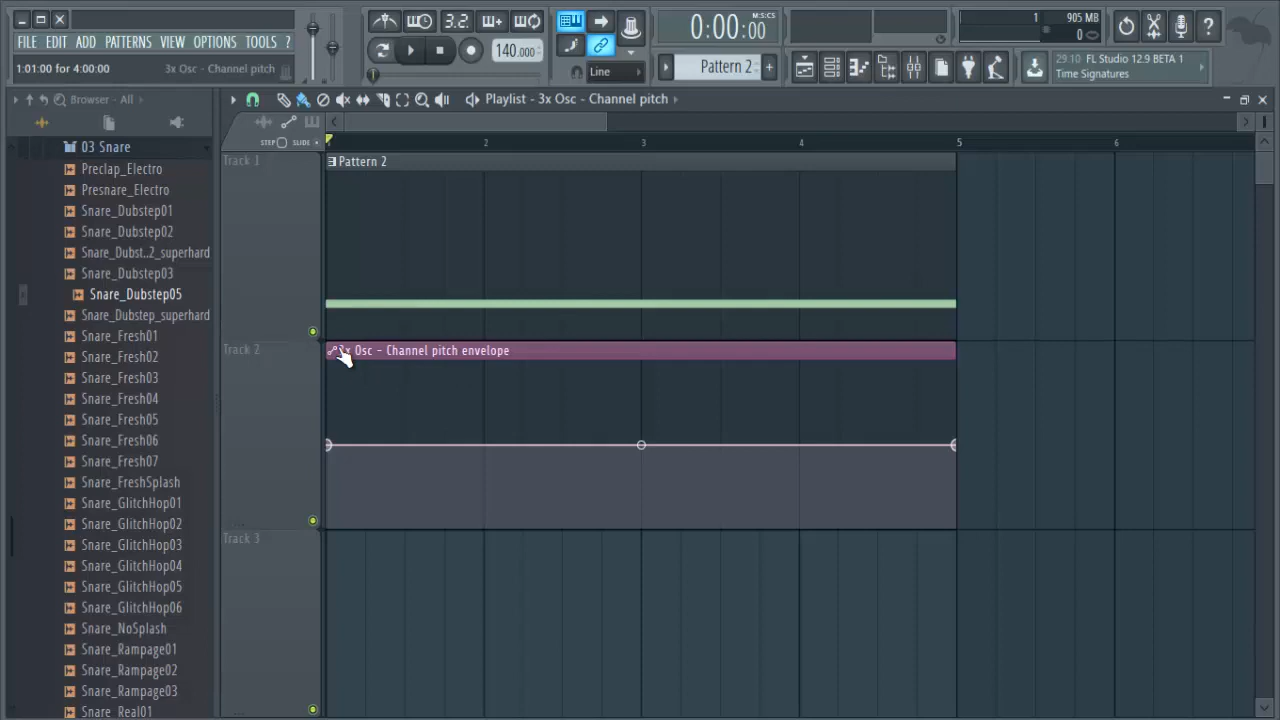 FILE EDIT ADD PATTERNS VIEW OPTIONS TOOLS ?
1:01:00 for 4:00:00 3x Osc - Channel pitch
3.2
140.000
Line
0:00:00
M:S:CS
Pattern 2
1
905 MB
0
29.10 FL Studio 12.9 BETA 1
Time Signatures
Browser - All
Playlist - 3x Osc - Channel pitch
STEP SLIDE
2 3 4 5 6
03 Snare
Preclap_Electro
Presnare_Electro
Snare_Dubstep01
Snare_Dubstep02
Snare_Dubst..2_superhard
Snare_Dubstep03
Snare_Dubstep05
Snare_Dubstep_superhard
Snare_Fresh01
Snare_Fresh02
Snare_Fresh03
Snare_Fresh04
Snare_Fresh05
Snare_Fresh06
Snare_Fresh07
Snare_FreshSplash
Snare_GlitchHop01
Snare_GlitchHop02
Snare_GlitchHop03
Snare_GlitchHop04
Snare_GlitchHop05
Snare_GlitchHop06
Snare_NoSplash
Snare_Rampage01
Snare_Rampage02
Snare_Rampage03
Snare_Real01
Track 1
Pattern 2
Track 2
Osc - Channel pitch envelope
Track 3